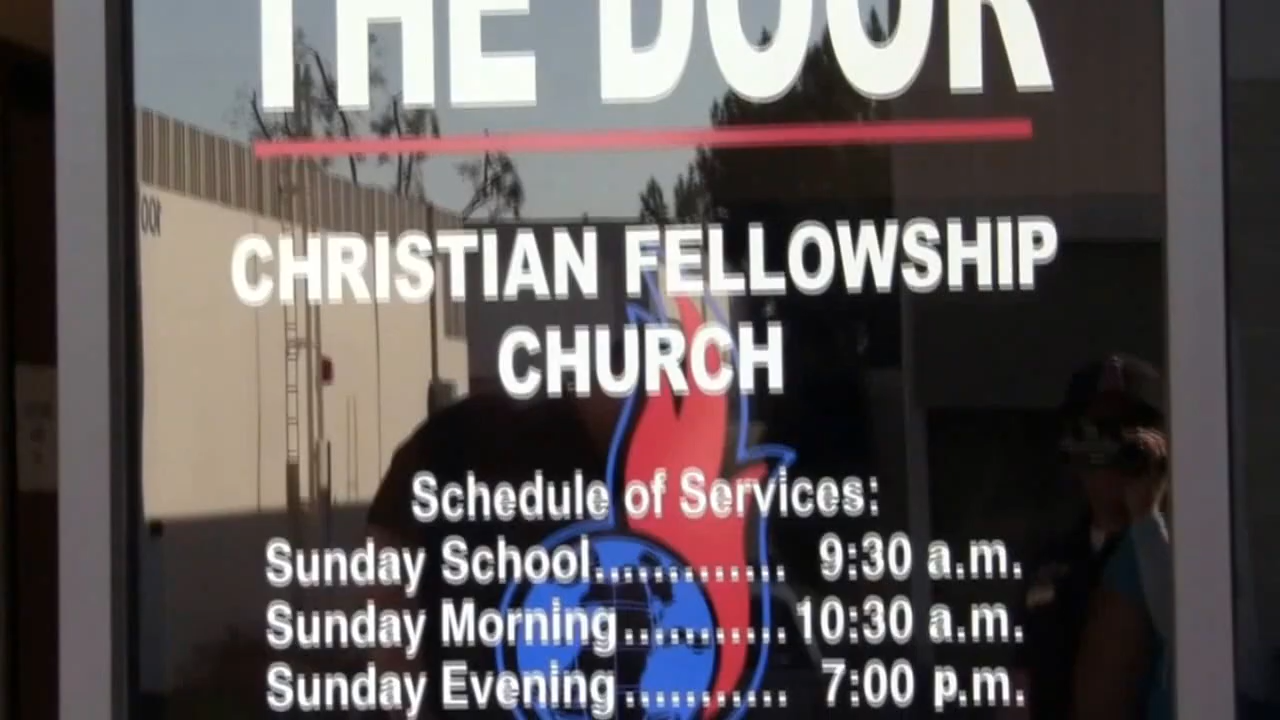 THE DOOR
CHRISTIAN FELLOWSHIP
CHURCH
Schedule of Services:
Sunday School............ 9:30 a.m.
Sunday Morning.......... 10:30 a.m.
Sunday Evening.......... 7:00 p.m.